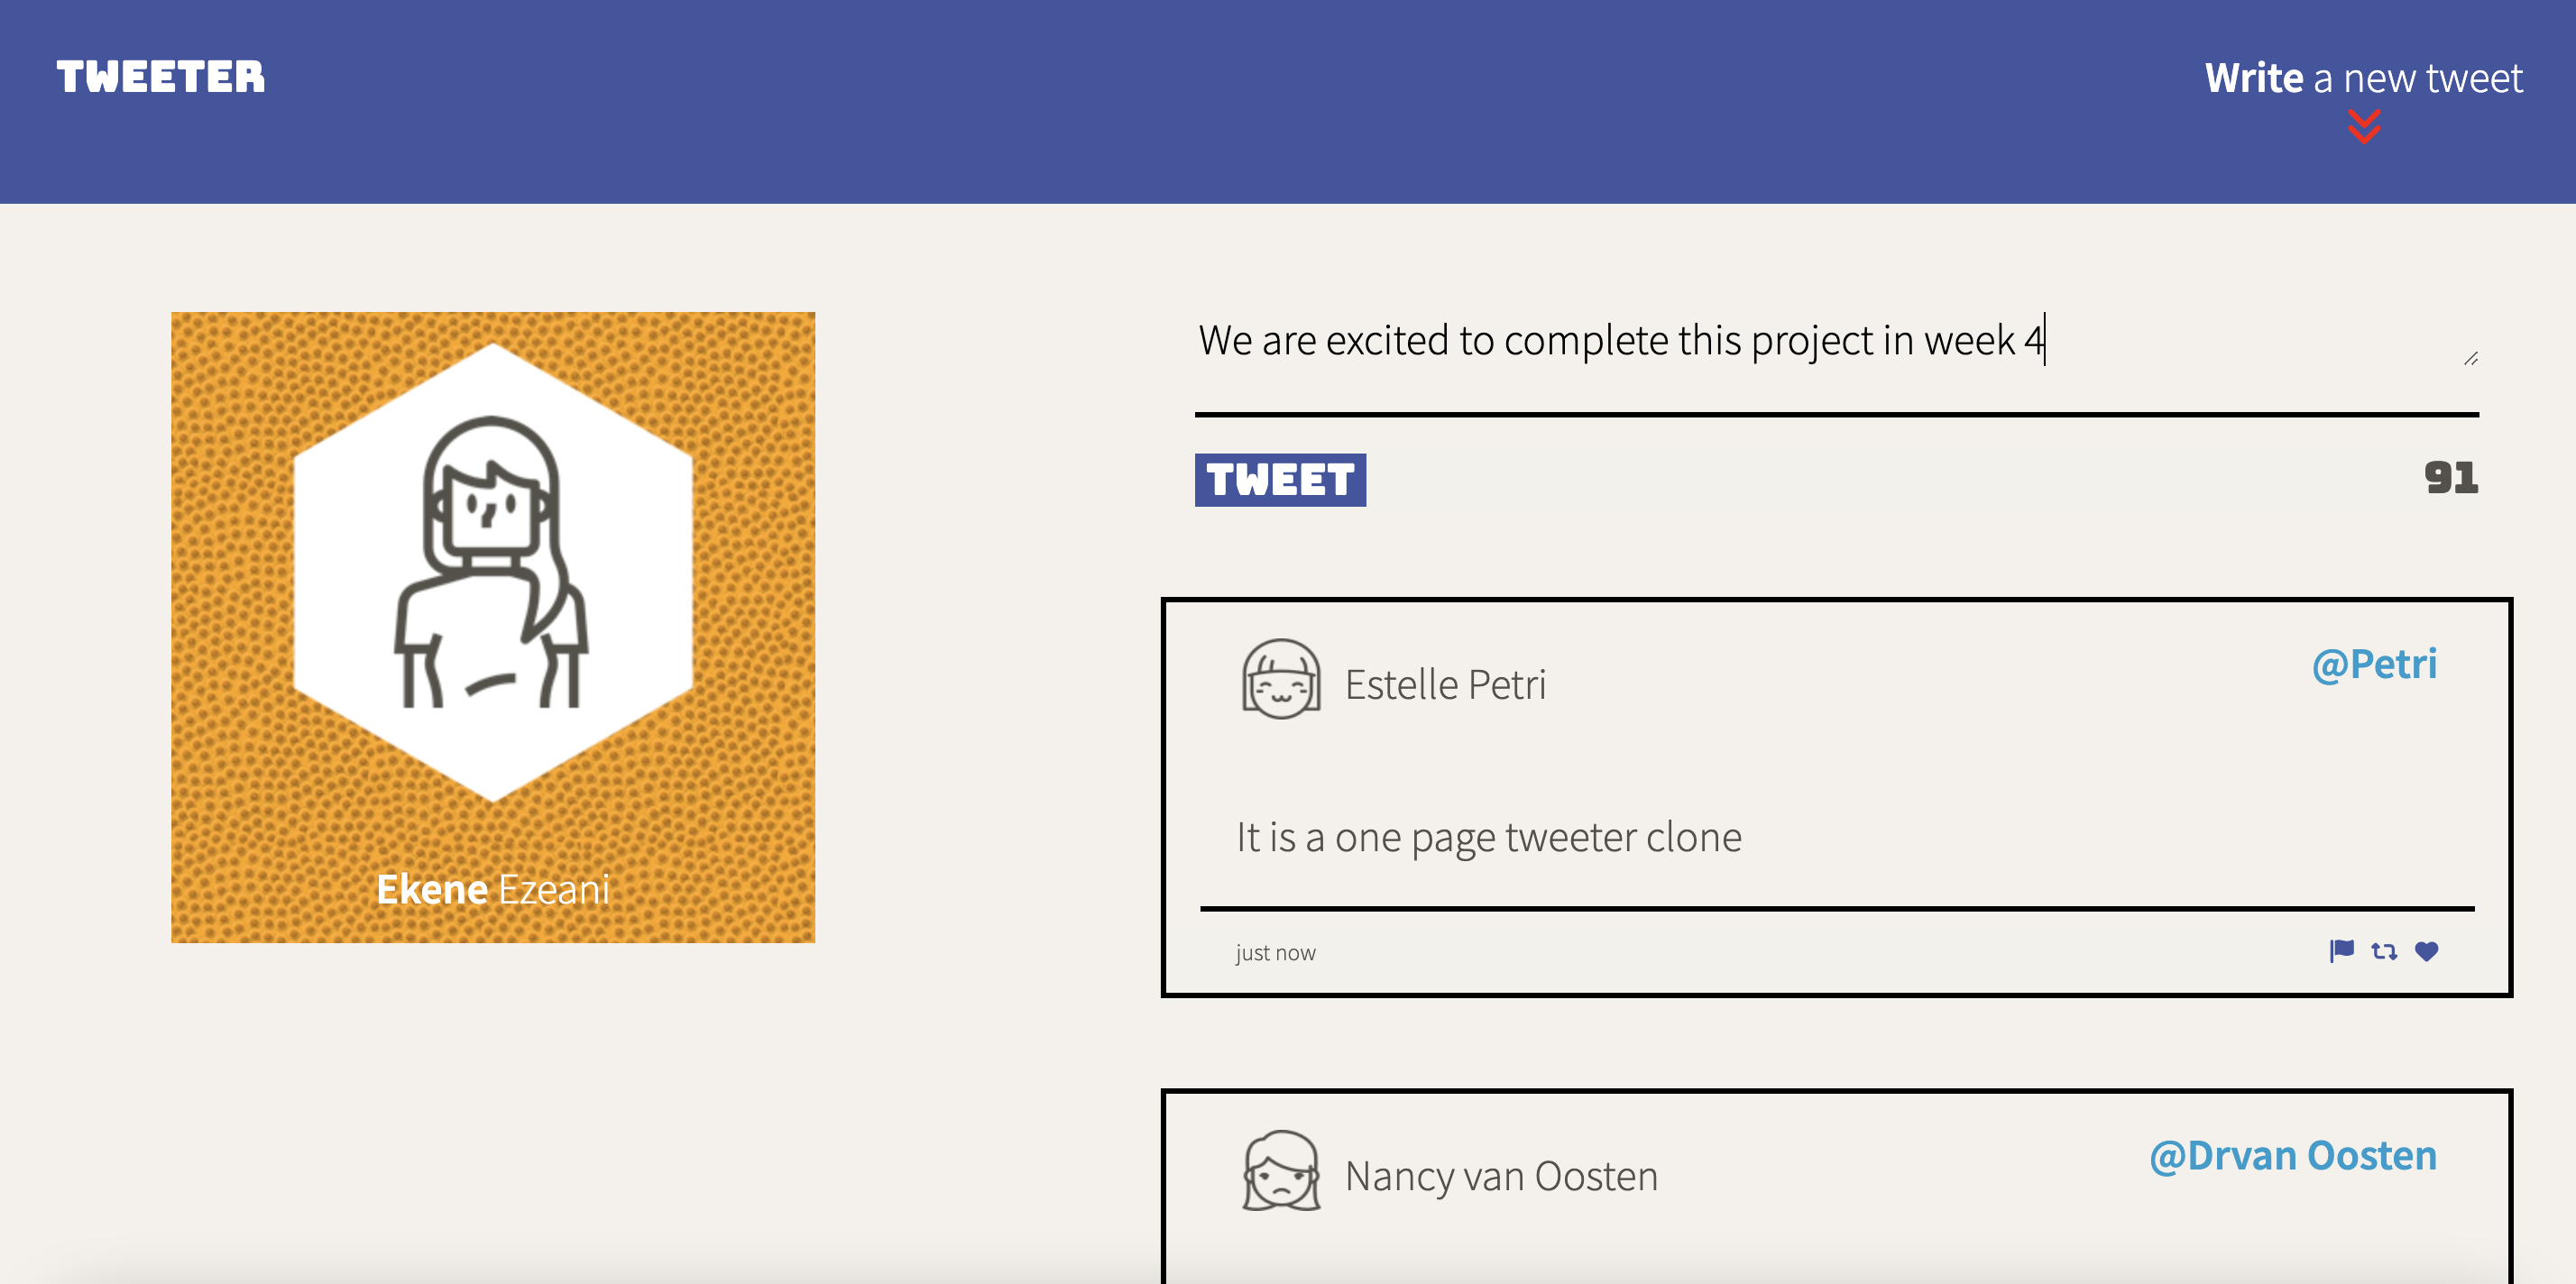 TWEETER
Write a new tweet
We are excited to complete this project in week 4
TWEET
91
Ekene Ezeani
Estelle Petri
@Petri
It is a one page tweeter clone
just now
Nancy van Oosten
@Drvan Oosten